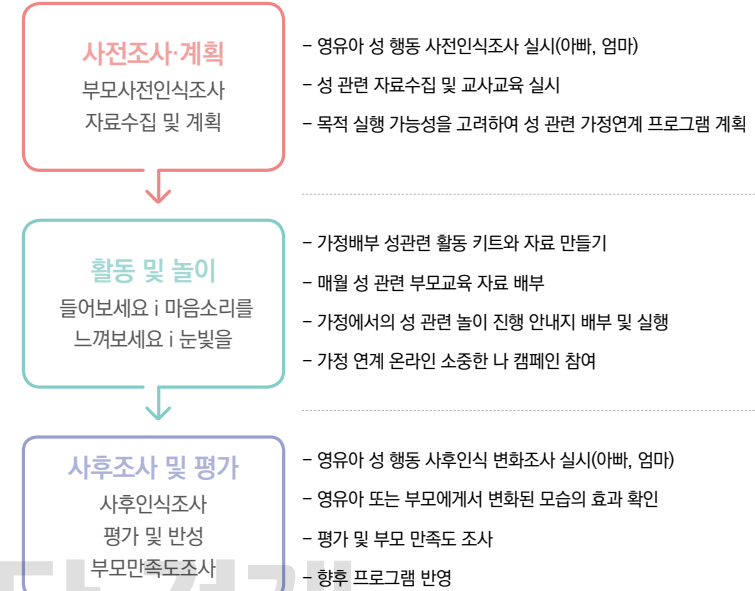 사전조사·계획
부모사전인식조사
자료수집 및 계획
- 영유아 성 행동 사전인식조사 실시(아빠, 엄마)
- 성 관련 자료수집 및 교사교육 실시
- 목적 실행 가능성을 고려하여 성 관련 가정연계 프로그램 계획
활동 및 놀이
들어보세요 i 마음소리를
느껴보세요 i 눈빛을
- 가정배부 성관련 활동 키트와 자료 만들기
- 매월 성 관련 부모교육 자료 배부
- 가정에서의 성 관련 놀이 진행 안내지 배부 및 실행
- 가정 연계 온라인 소중한 나 캠페인 참여
사후조사 및 평가
사후인식조사
평가 및 반성
부모만족도조사
- 영유아 성 행동 사후인식 변화조사 실시(아빠, 엄마)
- 영유아 또는 부모에게서 변화된 모습의 효과 확인
- 평가 및 부모 만족도 조사
- 향후 프로그램 반영